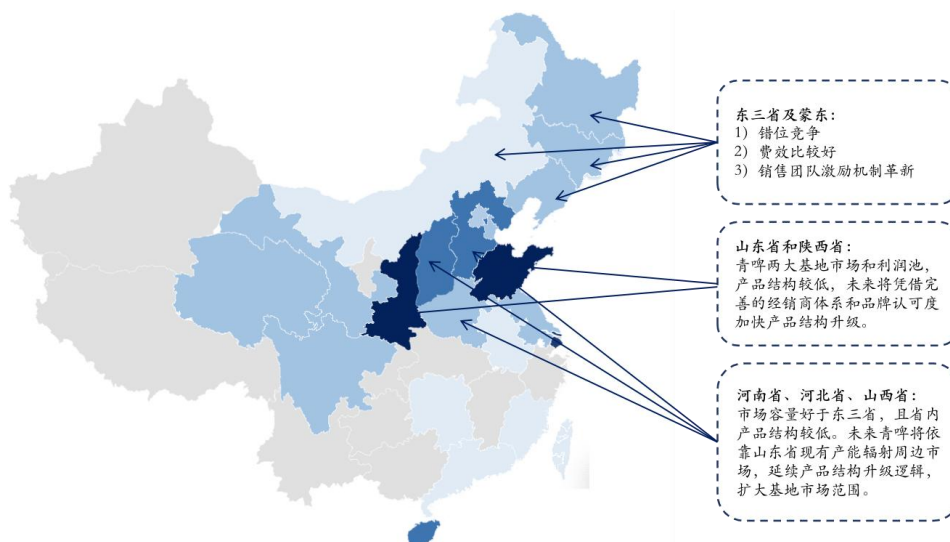 东三省及蒙东：
1） 错位竞争
2） 费效比较好
3） 销售团队激励机制革新
山东省和陕西省：
青啤两大基地市场和利润池，
产品结构较低，未来将凭借完
善的经销商体系和品牌认可度
加快产品结构升级。
河南省、河北省、山西省：
市场容量好于东三省，且省内
产品结构较低。未来青啤将依
靠山东省现有产能辐射周边市
场，延续产品结构升级逻辑，
扩大基地市场范围。